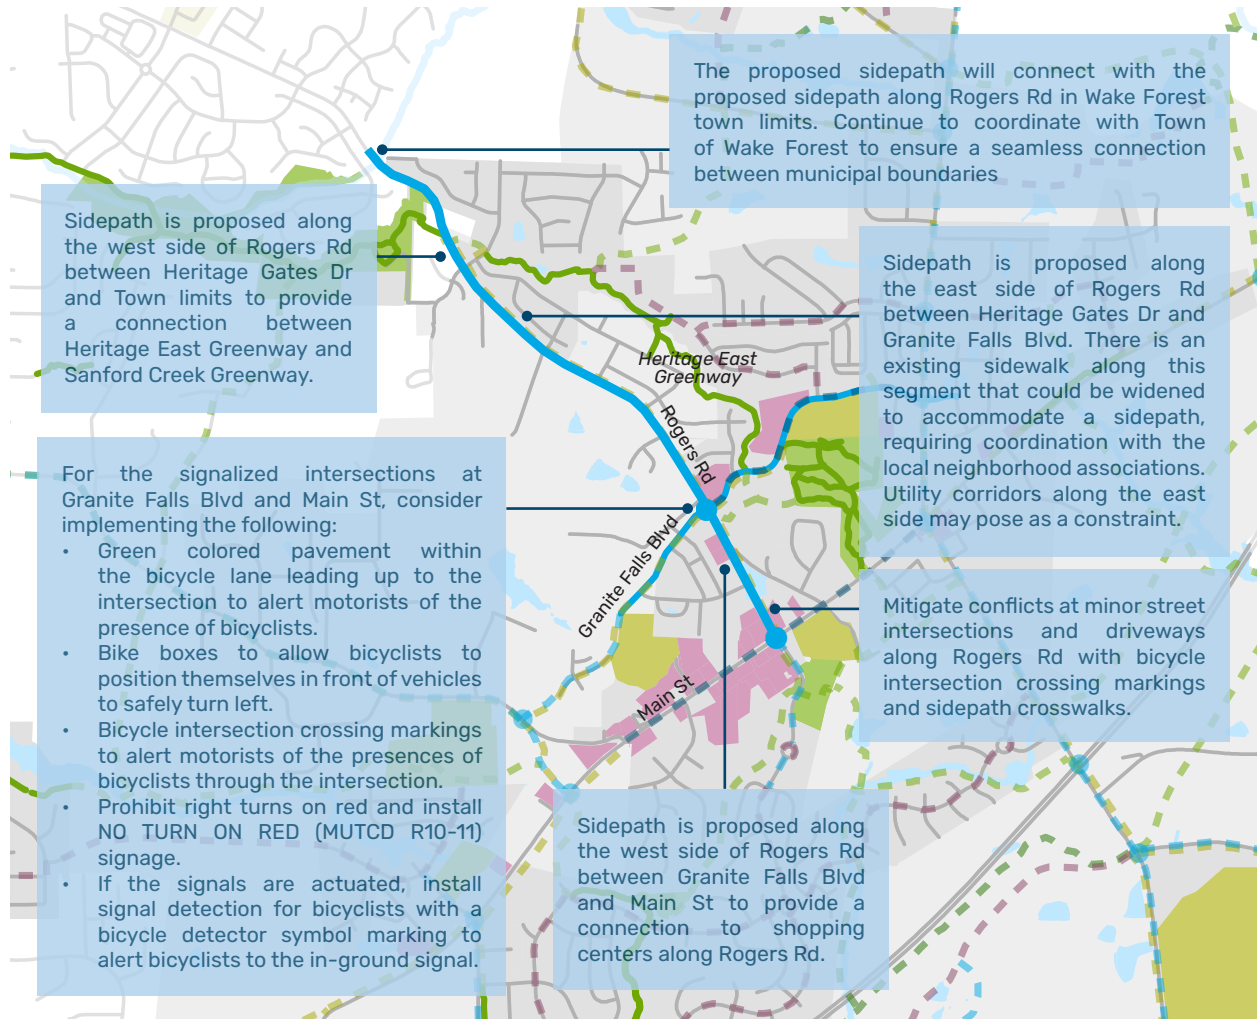 The proposed sidepath will connect with the
proposed sidepath along Rogers Rd in Wake Forest
town limits. Continue to coordinate with Town
of Wake Forest to ensure a seamless connection
between municipal boundaries
Sidepath is proposed along
the west side of Rogers Rd
between Heritage Gates Dr
and Town limits to provide
a connection between
Heritage East Greenway and
Sanford Creek Greenway.
Sidepath is proposed along
the east side of Rogers Rd
between Heritage Gates Dr and
Granite Falls Blvd. There is an
existing sidewalk along this
segment that could be widened
to accommodate a sidepath,
requiring coordination with the
local neighborhood associations.
Utility corridors along the east
side may pose as a constraint.
Heritage East
Greenway
Rogers Rd
Granite Falls Blvd
Main St
For the signalized intersections at
Granite Falls Blvd and Main St, consider
implementing the following:
• Green colored pavement within
the bicycle lane leading up to the
intersection to alert motorists of the
presence of bicyclists.
• Bike boxes to allow bicyclists to
position themselves in front of vehicles
to safely turn left.
• Bicycle intersection crossing markings
to alert motorists of the presences of
bicyclists through the intersection.
• Prohibit right turns on red and install
NO TURN ON RED (MUTCD R10-11)
signage.
• If the signals are actuated, install
signal detection for bicyclists with a
bicycle detector symbol marking to
alert bicyclists to the in-ground signal.
Mitigate conflicts at minor street
intersections and driveways
along Rogers Rd with bicycle
intersection crossing markings
and sidepath crosswalks.
Sidepath is proposed along
the west side of Rogers Rd
between Granite Falls Blvd
and Main St to provide a
connection to shopping
centers along Rogers Rd.